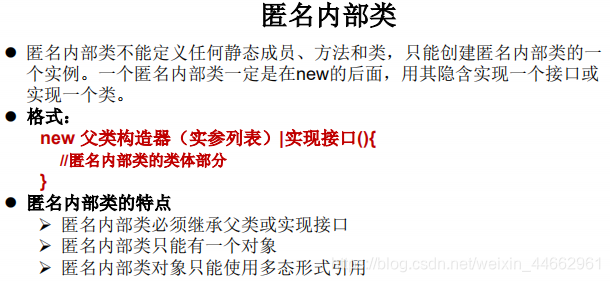 匿名内部类
● 匿名内部类不能定义任何静态成员、方法和类，只能创建匿名内部类的一
个实例。一个匿名内部类一定是在new的后面，用其隐含实现一个接口或
实现一个类。
● 格式：
new 父类构造器（实参列表）|实现接口(){
//匿名内部类的类体部分
}
● 匿名内部类的特点
➢ 匿名内部类必须继承父类或实现接口
➢ 匿名内部类只能有一个对象
➢ 匿名内部类对象只能使用多态形式引用
https://blog.csdn.net/weixin_44662961